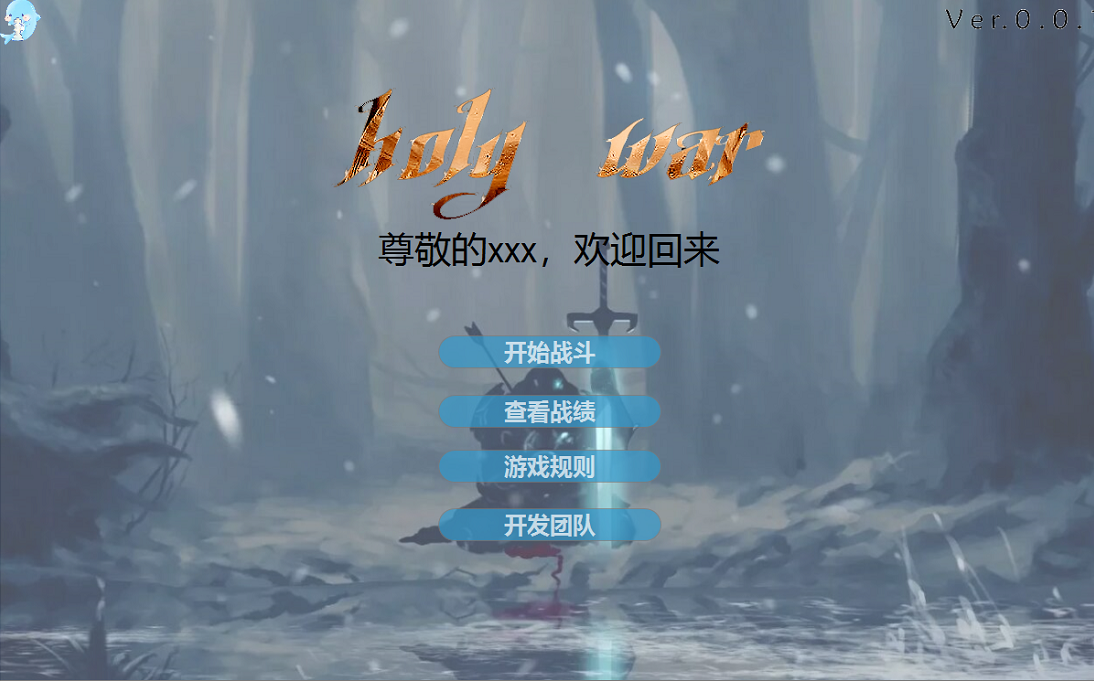 Ver.0.0.
holy war
尊敬的xxx，欢迎回来
开始战斗
查看战绩
游戏规则
开发团队